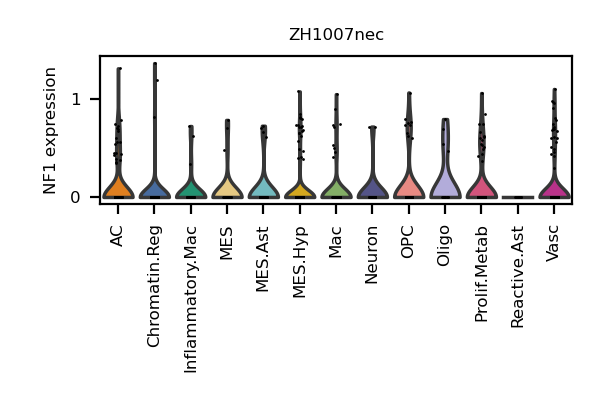 ZH1007nec
NF1 expression
1
0
AC
Chromatin.Reg
Inflammatory.Mac
MES
MES.Ast
MES.Hyp
Mac
Neuron
OPC
Oligo
Prolif.Metab
Reactive.Ast
Vasc